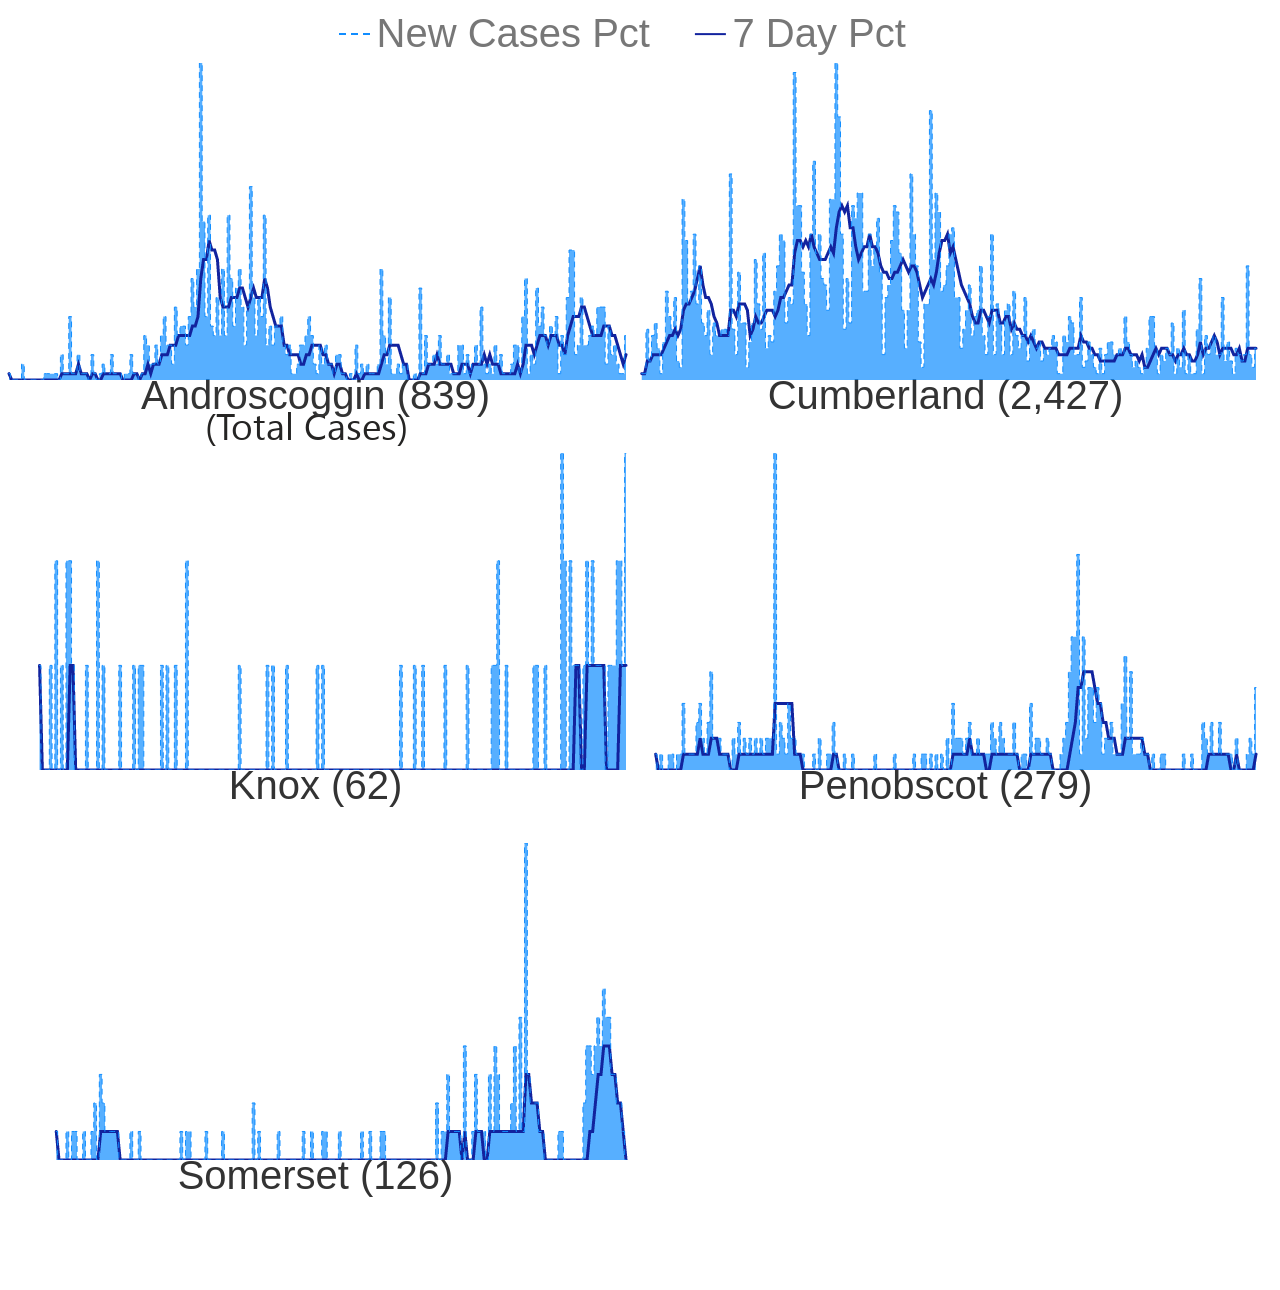 New Cases Pct 7 Day Pct
Androscoggin (839) Cumberland (2,427)
(Total Cases)
Knox (62) Penobscot (279)
Somerset (126)